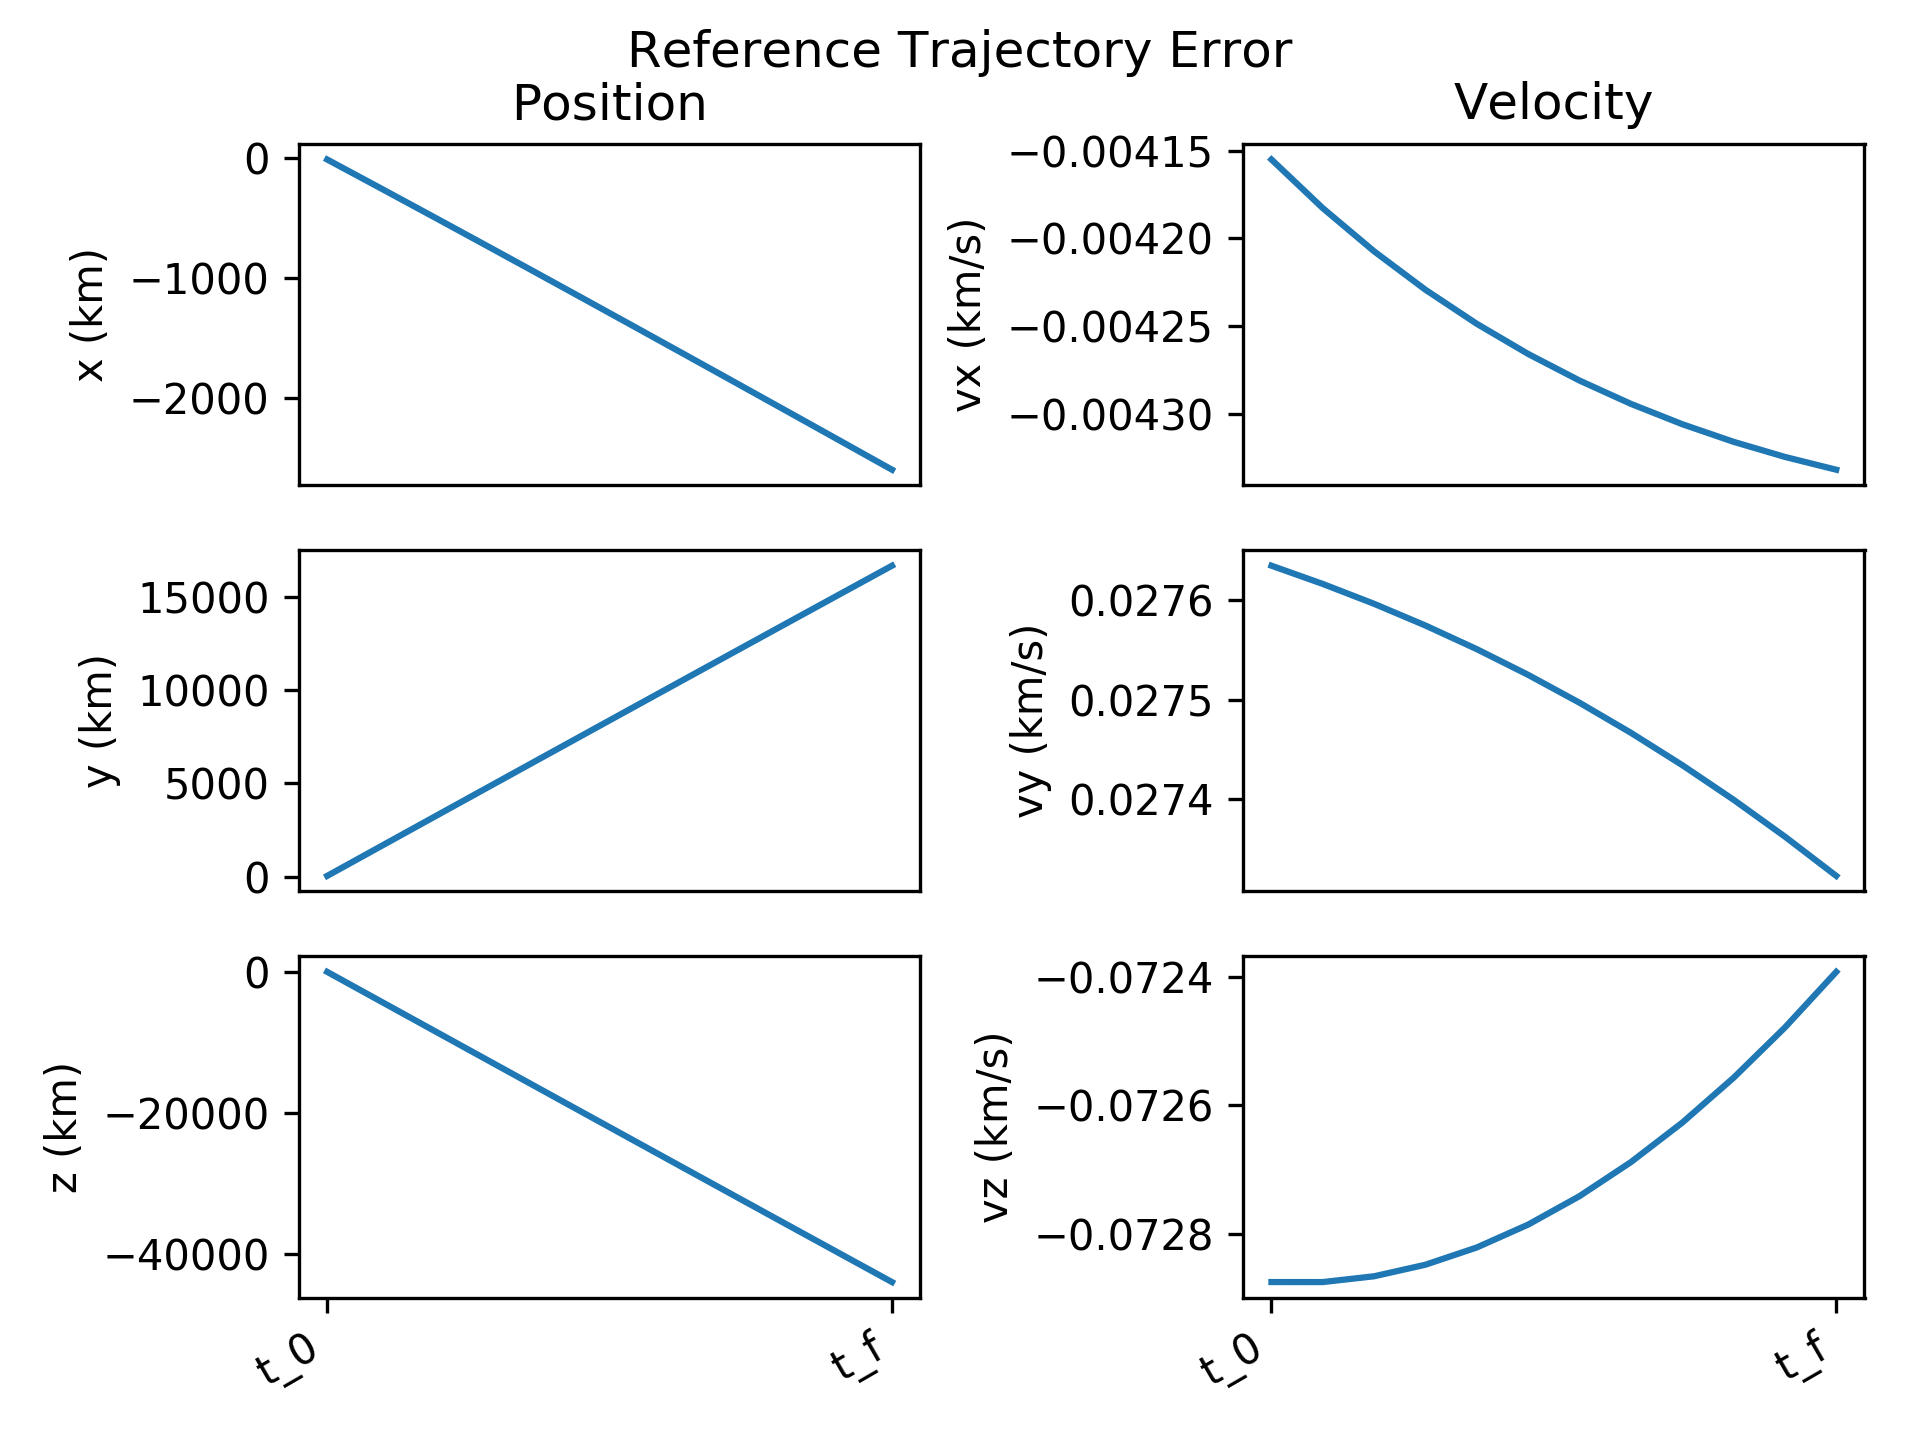 Reference Trajectory Error
Position
Velocity
x (km)
0
−1000
−2000
vx (km/s)
−0.00415
−0.00420
−0.00425
−0.00430
y (km)
15000
10000
5000
0
vy (km/s)
0.0276
0.0275
0.0274
z (km)
0
−20000
−40000
vz (km/s)
−0.0724
−0.0726
−0.0728
t_0
t_f
t_0
t_f